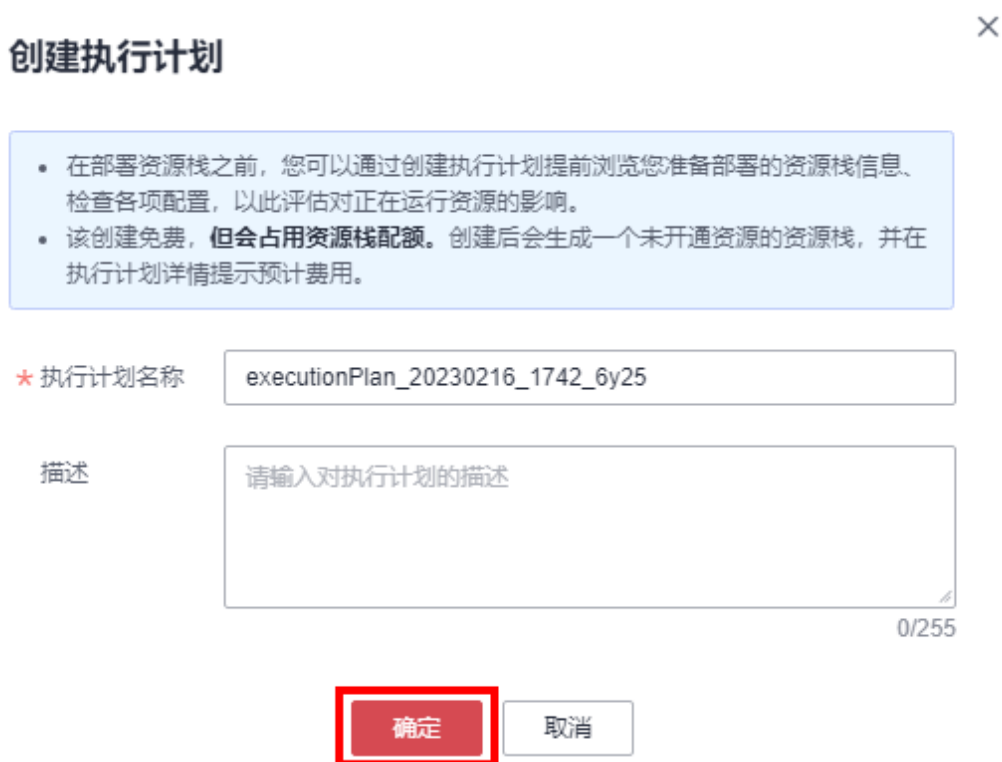 创建执行计划
在部署资源栈之前，您可以通过创建执行计划提前浏览您准备部署的资源栈信息、
检查各项配置，以此评估对正在运行资源的影响。
该创建免费，但会占用资源栈配额。创建后会生成一个未开通资源的资源栈，并在
执行计划详情提示预计费用。
* 执行计划名称 executionPlan_20230216_1742_6y25
描述 请输入对执行计划的描述
0/255
确定 取消